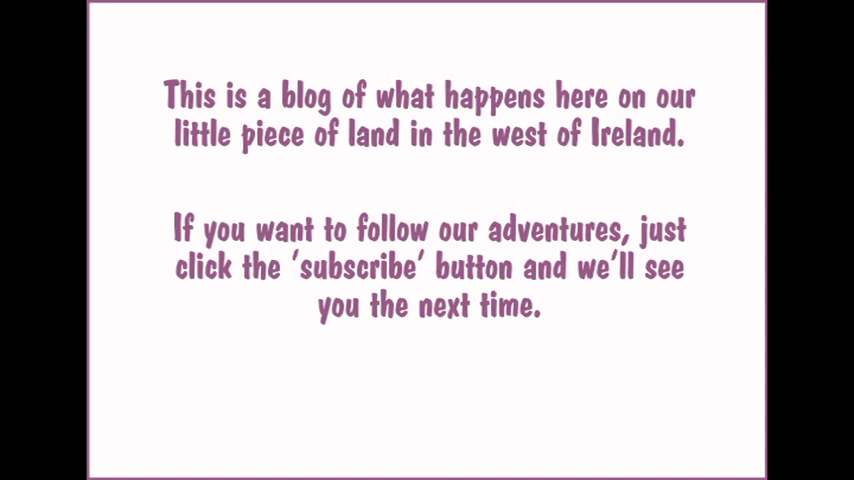 This is a blog of what happens here on our
little piece of land in the west of Ireland.
If you want to follow our adventures, just
click the ‘subscribe’ button and we’ll see
you the next time.